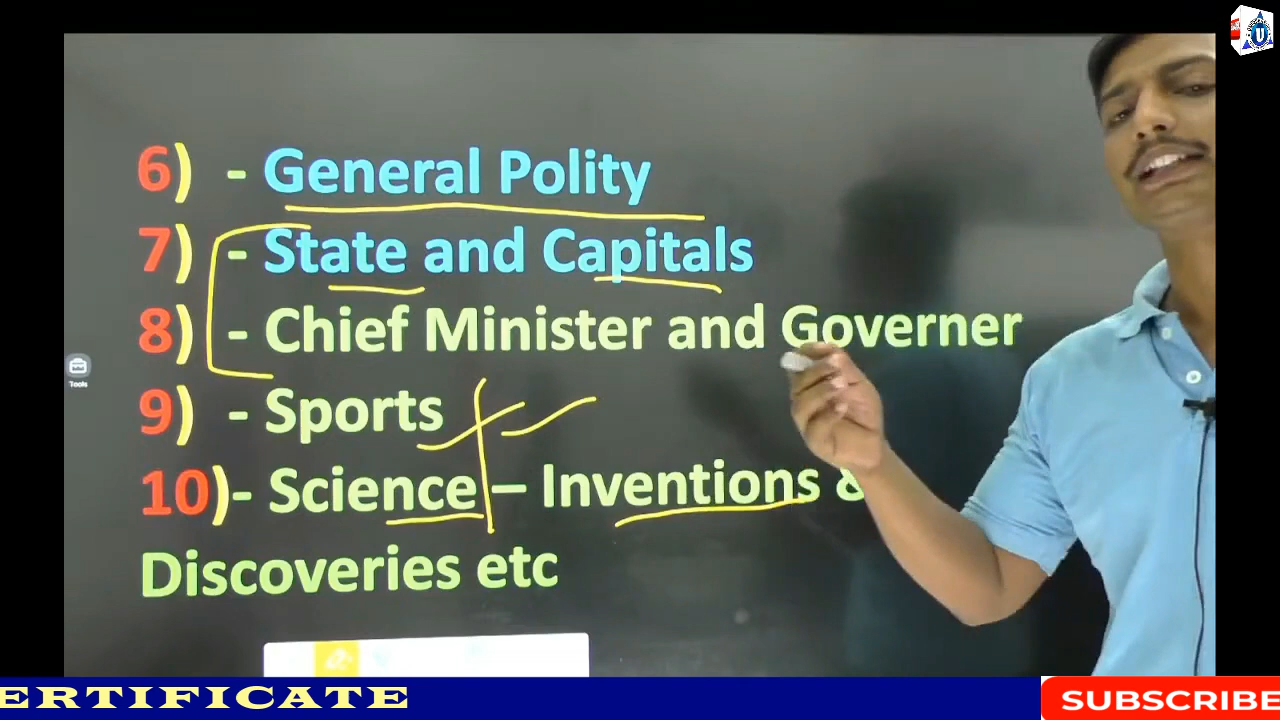 6) - General Polity
7) - State and Capitals
8) - Chief Minister and Governer
9) - Sports
10)- Science – Inventions &
Discoveries etc
Tools
U
ERTIFICATE
SUBSCRIBE